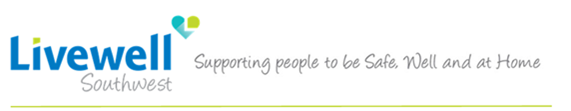 Livewell
Southwest
Supporting people to be Safe, Well and at Home